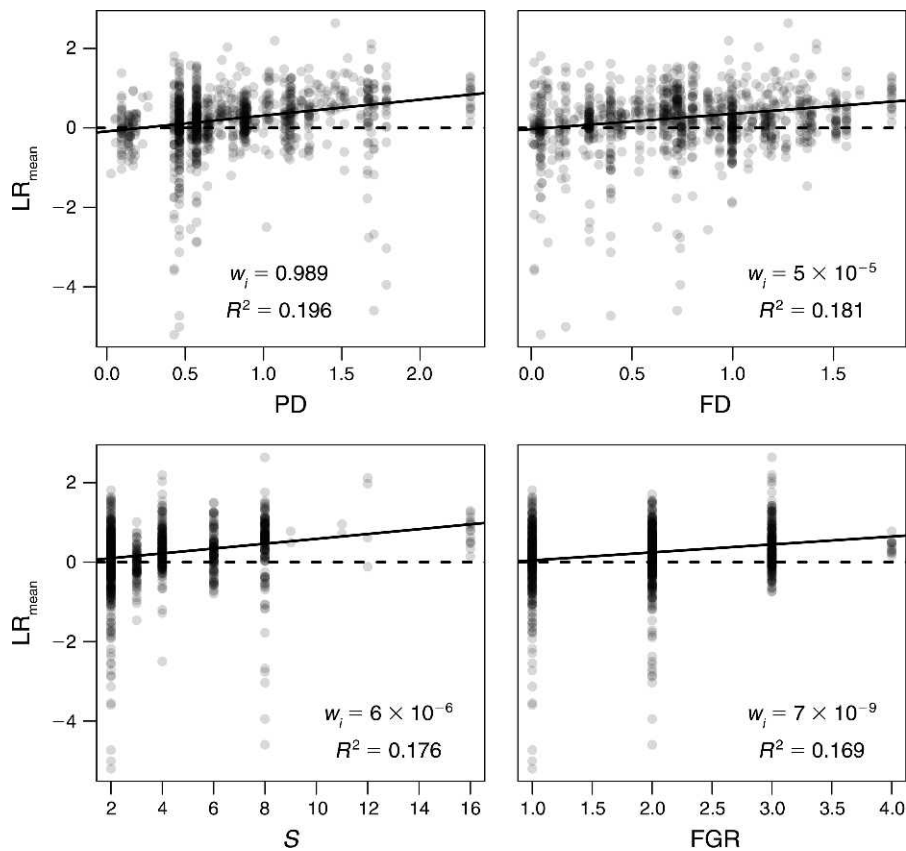 2
0
−2
−4
LRmean
wi = 0.989
R² = 0.196
0.0 0.5 1.0 1.5 2.0
PD
wi = 5 × 10⁻⁵
R² = 0.181
0.0 0.5 1.0 1.5
FD
2
0
−2
−4
LRmean
wi = 6 × 10⁻⁶
R² = 0.176
2 4 6 8 10 12 14 16
S
wi = 7 × 10⁻⁹
R² = 0.169
1.0 1.5 2.0 2.5 3.0 3.5 4.0
FGR